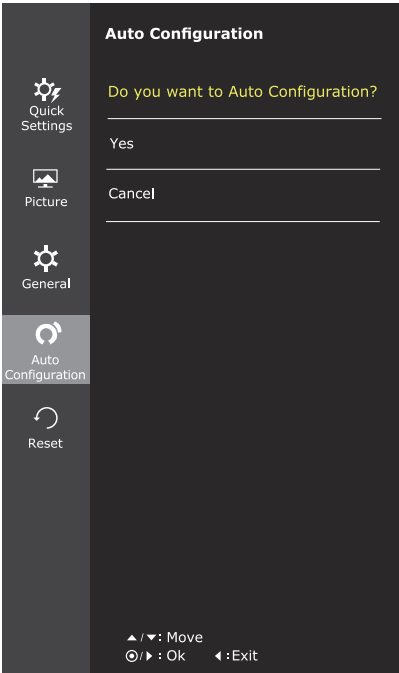 Auto Configuration
Quick
Settings
Picture
General
Auto
Configuration
Reset
Do you want to Auto Configuration?
Yes
Cancel
▲/▼: Move
◉/▶ : Ok ◀ :Exit